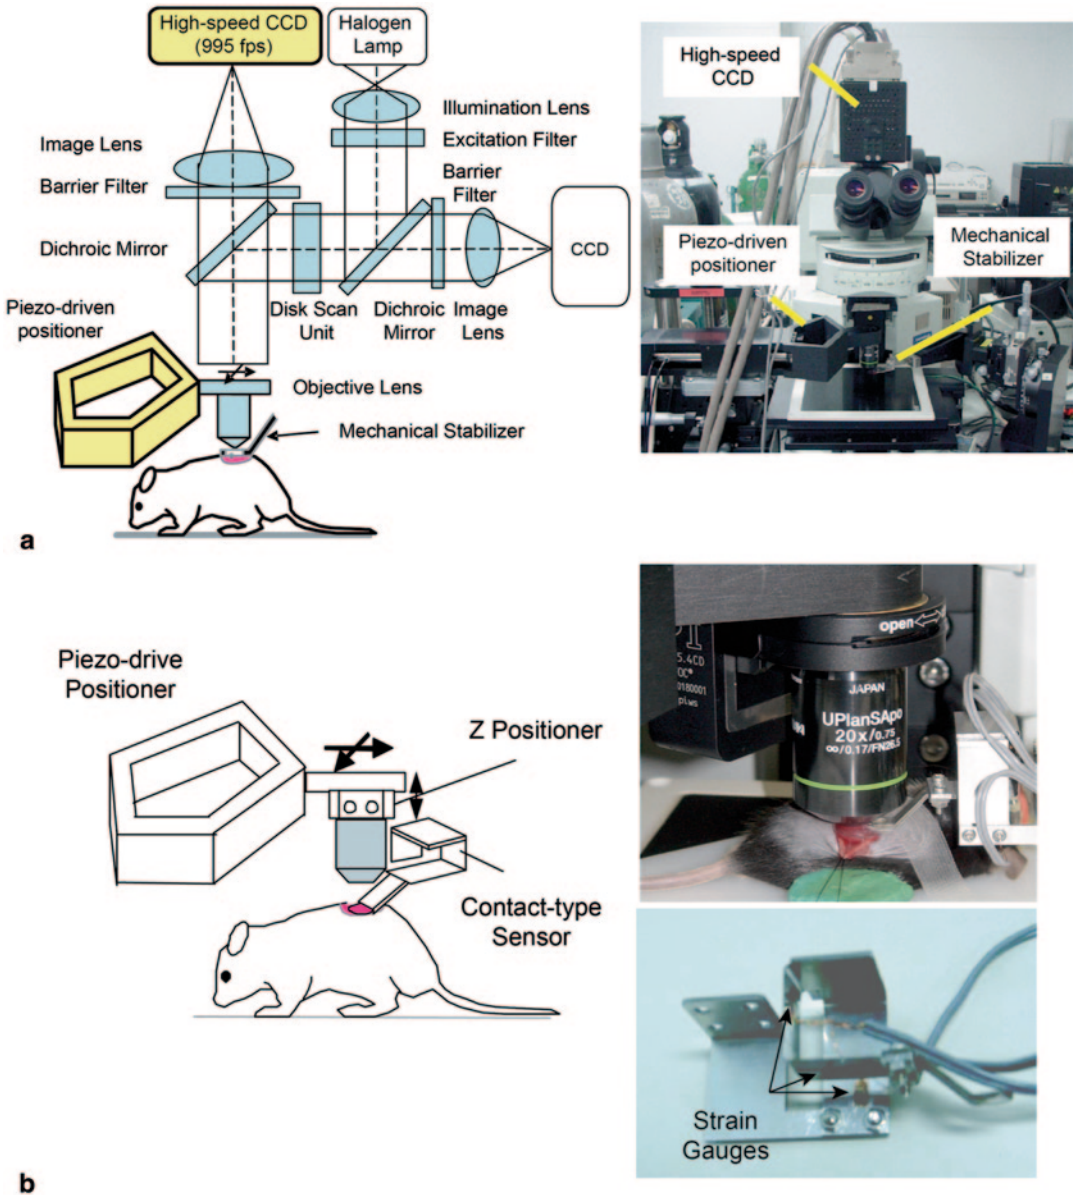 High-speed CCD
(995 fps)
Halogen
Lamp
Illumination Lens
Excitation Filter
Image Lens
Barrier Filter
Barrier
Filter
Dichroic Mirror
CCD
Disk Scan
Unit
Dichroic
Mirror
Image
Lens
Piezo-driven
positioner
Objective Lens
Mechanical Stabilizer
High-speed
CCD
Piezo-driven
positioner
Mechanical
Stabilizer
a
Piezo-drive
Positioner
Z Positioner
Contact-type
Sensor
open
5.4CD
0180001
JAPAN
UPlanSApo
20x/0.75
∞/0.17/FN26.5
Strain
Gauges
b